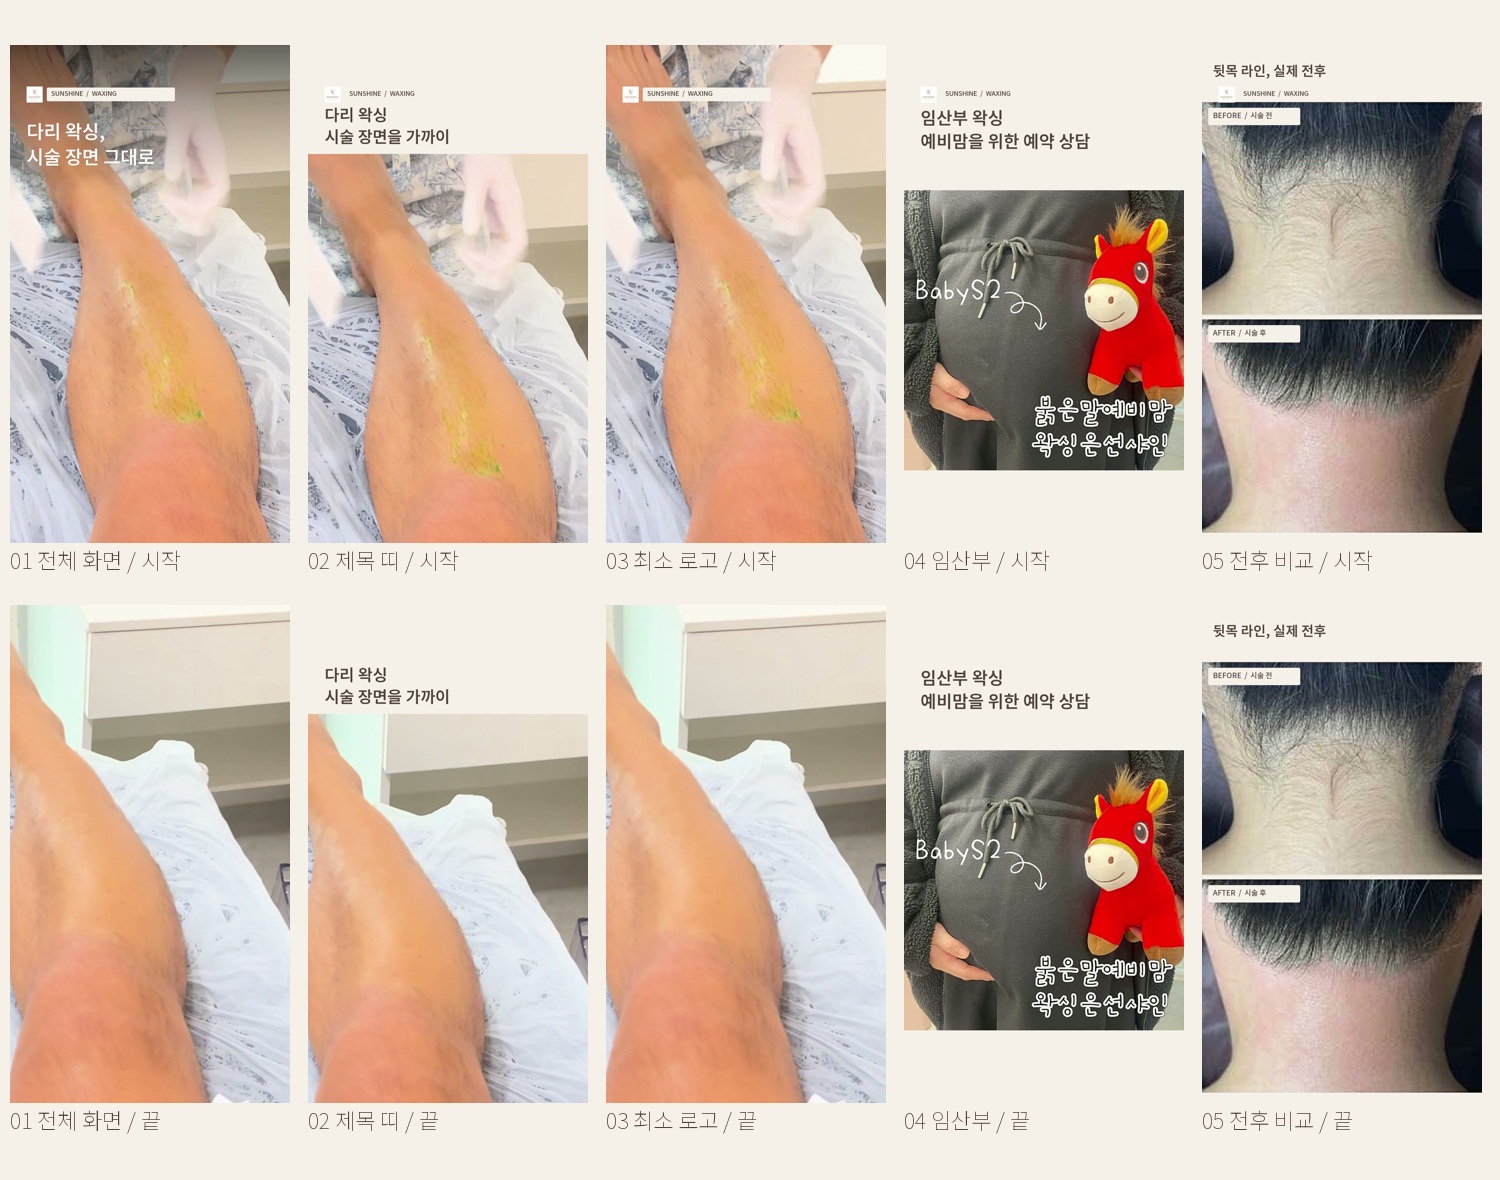 SUNSHINE / WAXING
다리 왁싱,
시술 장면 그대로
01 전체 화면 / 시작
SUNSHINE / WAXING
다리 왁싱
시술 장면을 가까이
02 제목 띠 / 시작
SUNSHINE / WAXING
03 최소 로고 / 시작
SUNSHINE / WAXING
임산부 왁싱
예비맘을 위한 예약 상담
BabyS2
붉은말예비맘
왁싱은선샤인
04 임산부 / 시작
뒷목 라인, 실제 전후
SUNSHINE / WAXING
BEFORE / 시술 전
AFTER / 시술 후
05 전후 비교 / 시작
01 전체 화면 / 끝
다리 왁싱
시술 장면을 가까이
02 제목 띠 / 끝
03 최소 로고 / 끝
임산부 왁싱
예비맘을 위한 예약 상담
BabyS2
붉은말예비맘
왁싱은선샤인
04 임산부 / 끝
뒷목 라인, 실제 전후
BEFORE / 시술 전
AFTER / 시술 후
05 전후 비교 / 끝